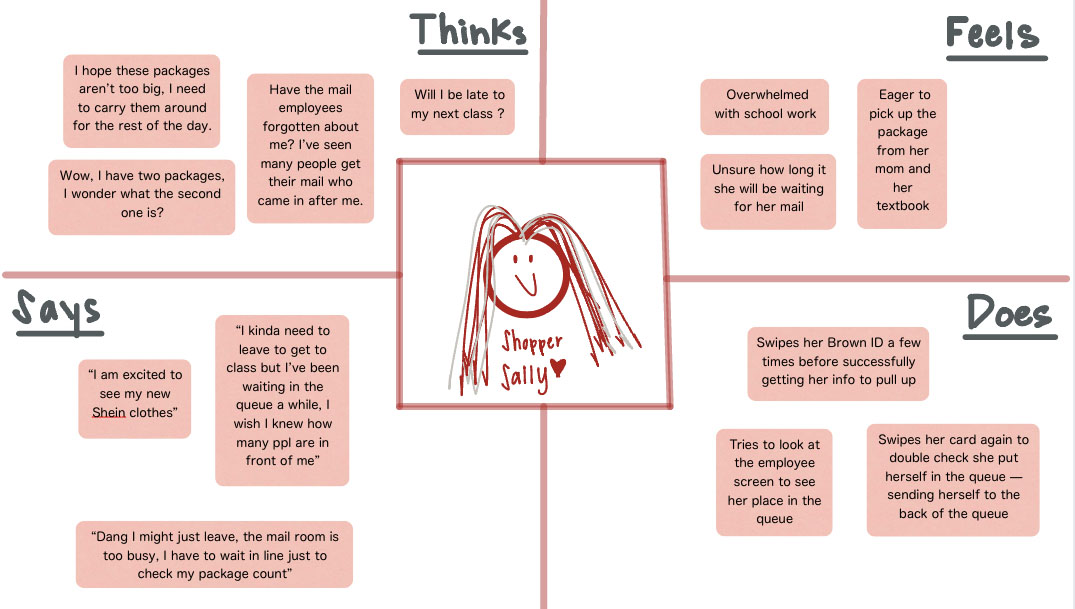 Thinks
I hope these packages
aren't too big, I need
to carry them around
for the rest of the day.
Have the mail
employees
forgotten about
me? I've seen
many people get
their mail who
came in after me.
Will I be late to
my next class ?
Wow, I have two packages,
I wonder what the second
one is?
Feels
Overwhelmed
with school work
Eager to
pick up the
package
from her
mom and
her
textbook
Unsure how long it
she will be waiting
for her mail
Shopper
Sally
Says
"I am excited to
see my new
Shein clothes"
"I kinda need to
leave to get to
class but I've been
waiting in the
queue a while, I
wish I knew how
many ppl are in
front of me"
"Dang I might just leave, the mail room is
too busy, I have to wait in line just to
check my package count"
Does
Swipes her Brown ID a few
times before successfully
getting her info to pull up
Tries to look at
the employee
screen to see
her place in the
queue
Swipes her card again to
double check she put
herself in the queue —
sending herself to the
back of the queue